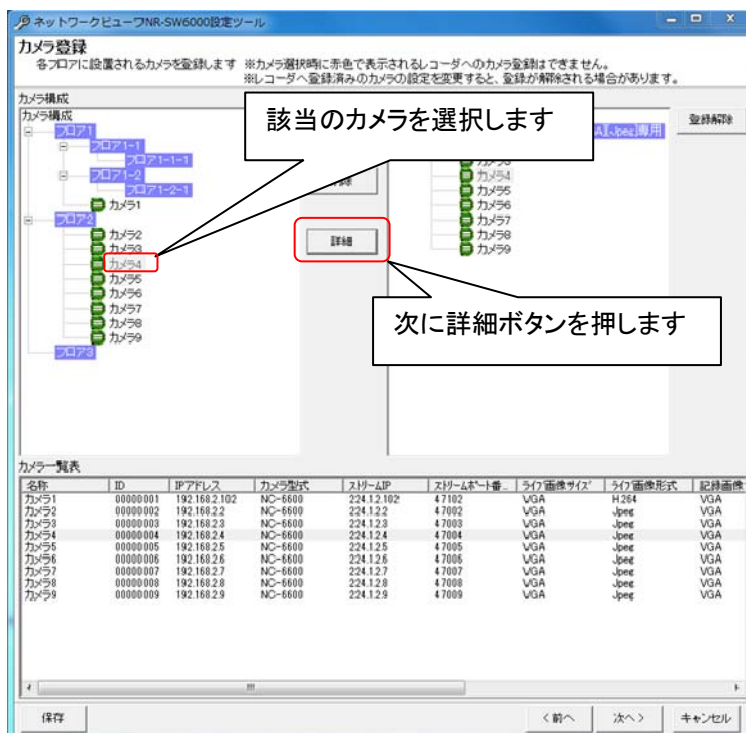 ネットワークビューワNR-SW6000設定ツール
カメラ登録
各フロアに設置されるカメラを登録します ※カメラ選択時に赤色で表示されるレコーダへのカメラ登録はできません。
※レコーダへ登録済みのカメラの設定を変更すると、登録が解除される場合があります。
カメラ構成
カメラ構成
フロア1
フロア1-1
フロア1-1-1
フロア1-2
フロア1-2-1
カメラ1
フロア2
カメラ2
カメラ3
カメラ4
カメラ5
カメラ6
カメラ7
カメラ8
カメラ9
フロア3
該当のカメラを選択します
詳細
次に詳細ボタンを押します
A][Jpeg]専用
カメラ4
カメラ5
カメラ6
カメラ7
カメラ8
カメラ9
登録解除
カメラ一覧表
名称 ID IPアドレス カメラ型式 ストリームIP ストリームポート番... ライブ画像サイズ ライブ画像形式 記録画像
カメラ1 00000001 192.168.2.102 NC-6600 224.1.2.102 47102 VGA H.264 VGA
カメラ2 00000002 192.168.2.2 NC-6600 224.1.2.2 47002 VGA Jpeg VGA
カメラ3 00000003 192.168.2.3 NC-6600 224.1.2.3 47003 VGA Jpeg VGA
カメラ4 00000004 192.168.2.4 NC-6600 224.1.2.4 47004 VGA Jpeg VGA
カメラ5 00000005 192.168.2.5 NC-6600 224.1.2.5 47005 VGA Jpeg VGA
カメラ6 00000006 192.168.2.6 NC-6600 224.1.2.6 47006 VGA Jpeg VGA
カメラ7 00000007 192.168.2.7 NC-6600 224.1.2.7 47007 VGA Jpeg VGA
カメラ8 00000008 192.168.2.8 NC-6600 224.1.2.8 47008 VGA Jpeg VGA
カメラ9 00000009 192.168.2.9 NC-6600 224.1.2.9 47009 VGA Jpeg VGA
保存 <前へ 次へ> キャンセル